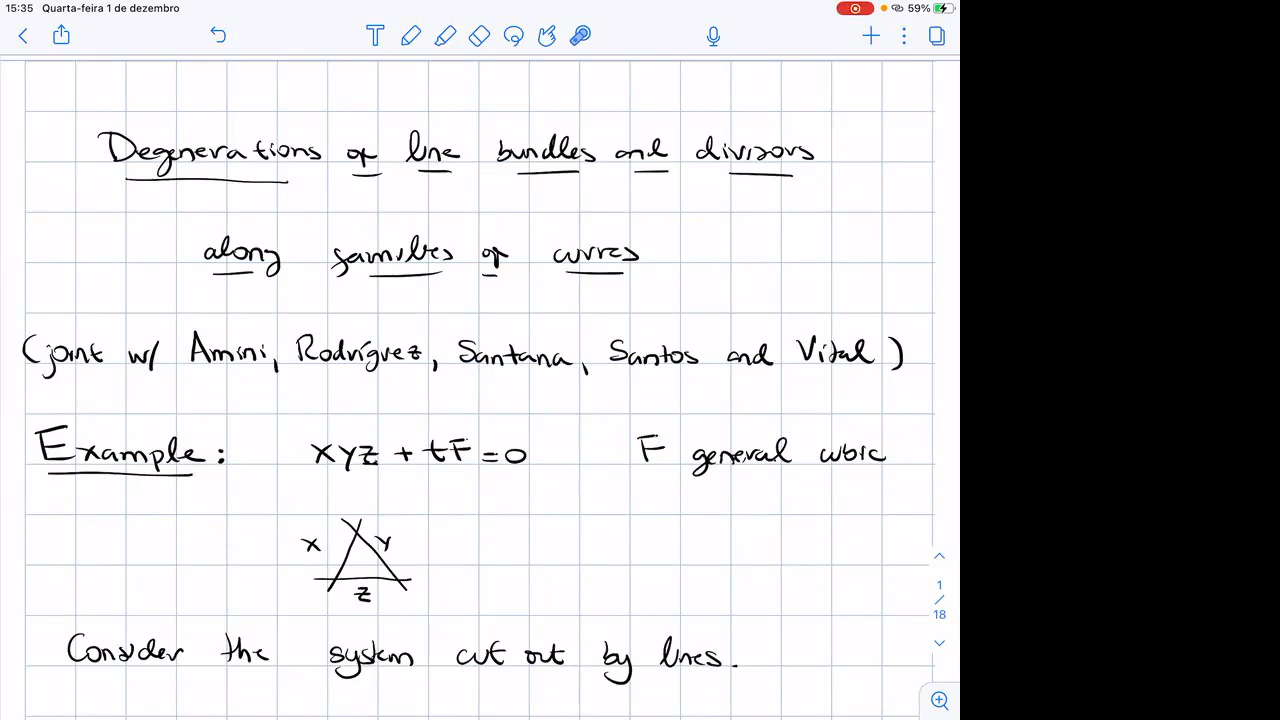 15:35 Quarta-feira 1 de dezembro 59%
T
Degenerations of line bundles and divisors
along families of curves
(joint w/ Amini, Rodríguez, Santana, Santos and Vital)
Example: XYZ + tF = 0 F general cubic
X Y
Z
1
/
18
Consider the system cut out by lines.